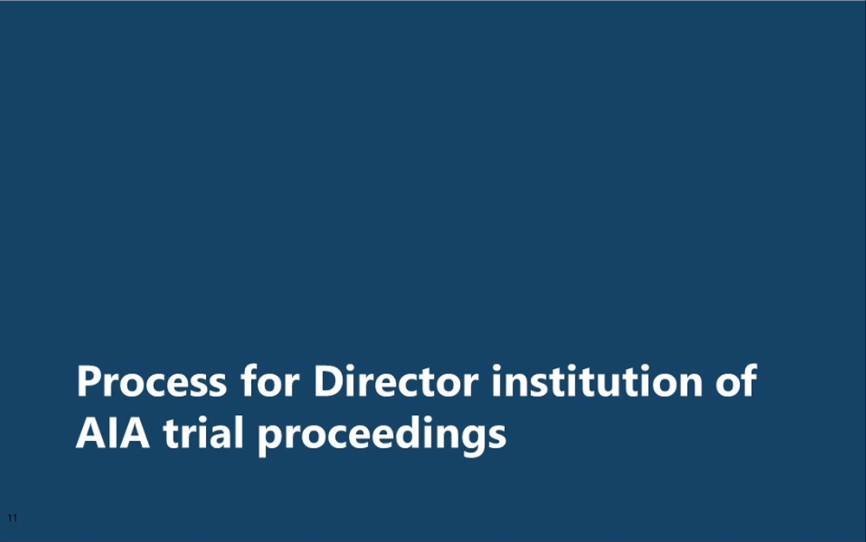 Process for Director institution of
AIA trial proceedings
11